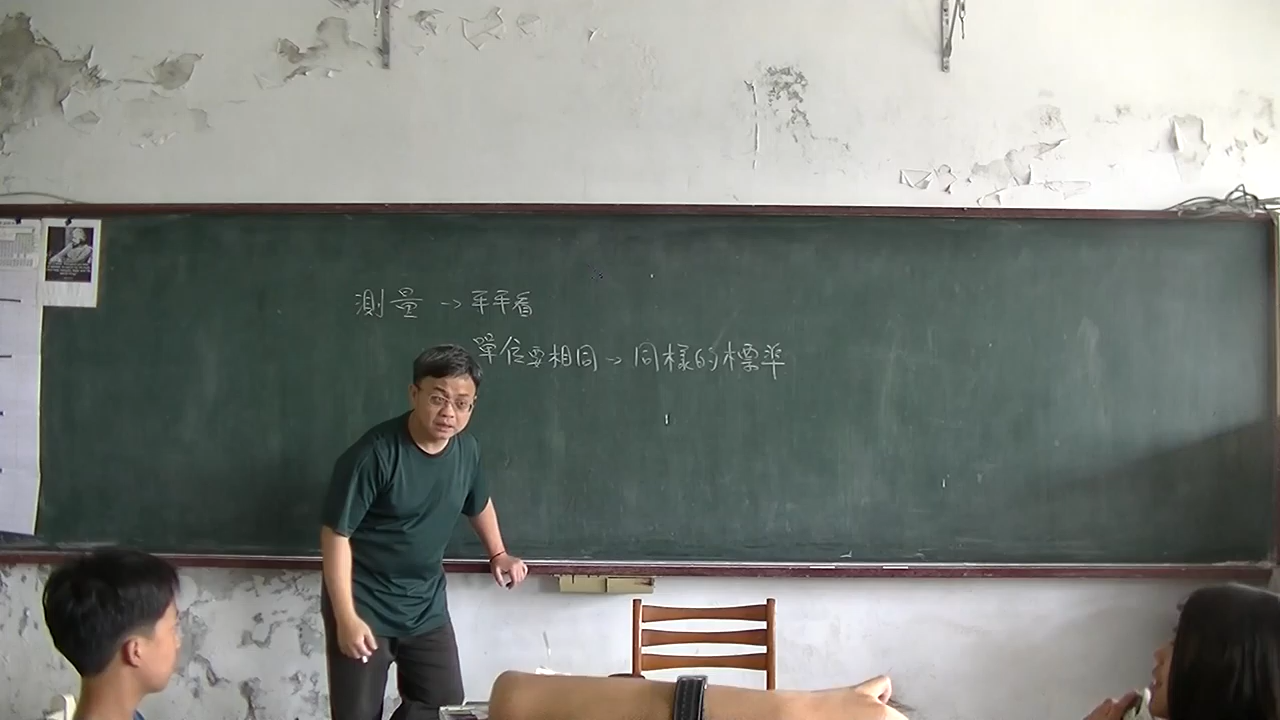 測量 → 平平看
單位要相同 → 同樣的標準